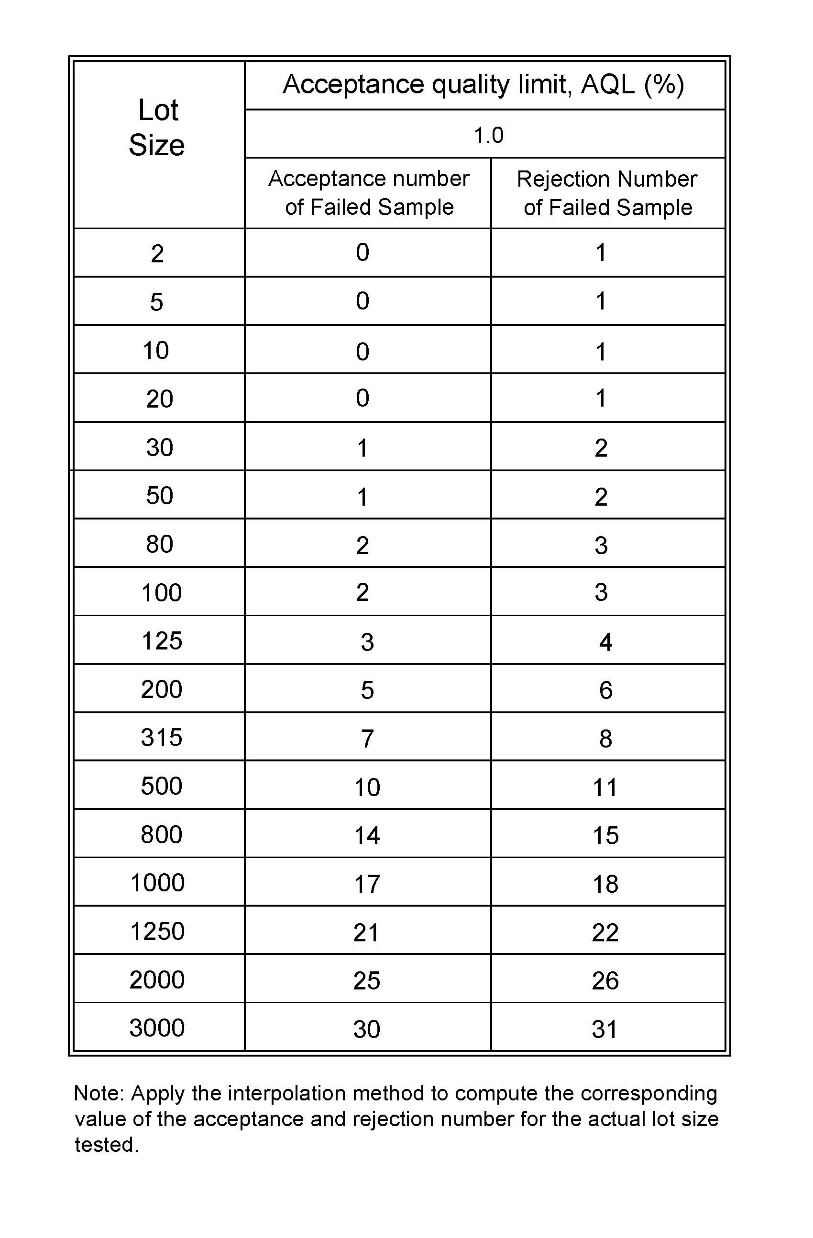 Lot
Size
Acceptance quality limit, AQL (%)
1.0
Acceptance number
of Failed Sample
Rejection Number
of Failed Sample
2 0 1
5 0 1
10 0 1
20 0 1
30 1 2
50 1 2
80 2 3
100 2 3
125 3 4
200 5 6
315 7 8
500 10 11
800 14 15
1000 17 18
1250 21 22
2000 25 26
3000 30 31
Note: Apply the interpolation method to compute the corresponding
value of the acceptance and rejection number for the actual lot size
tested.